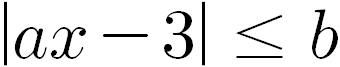 |ax − 3| ≤ b